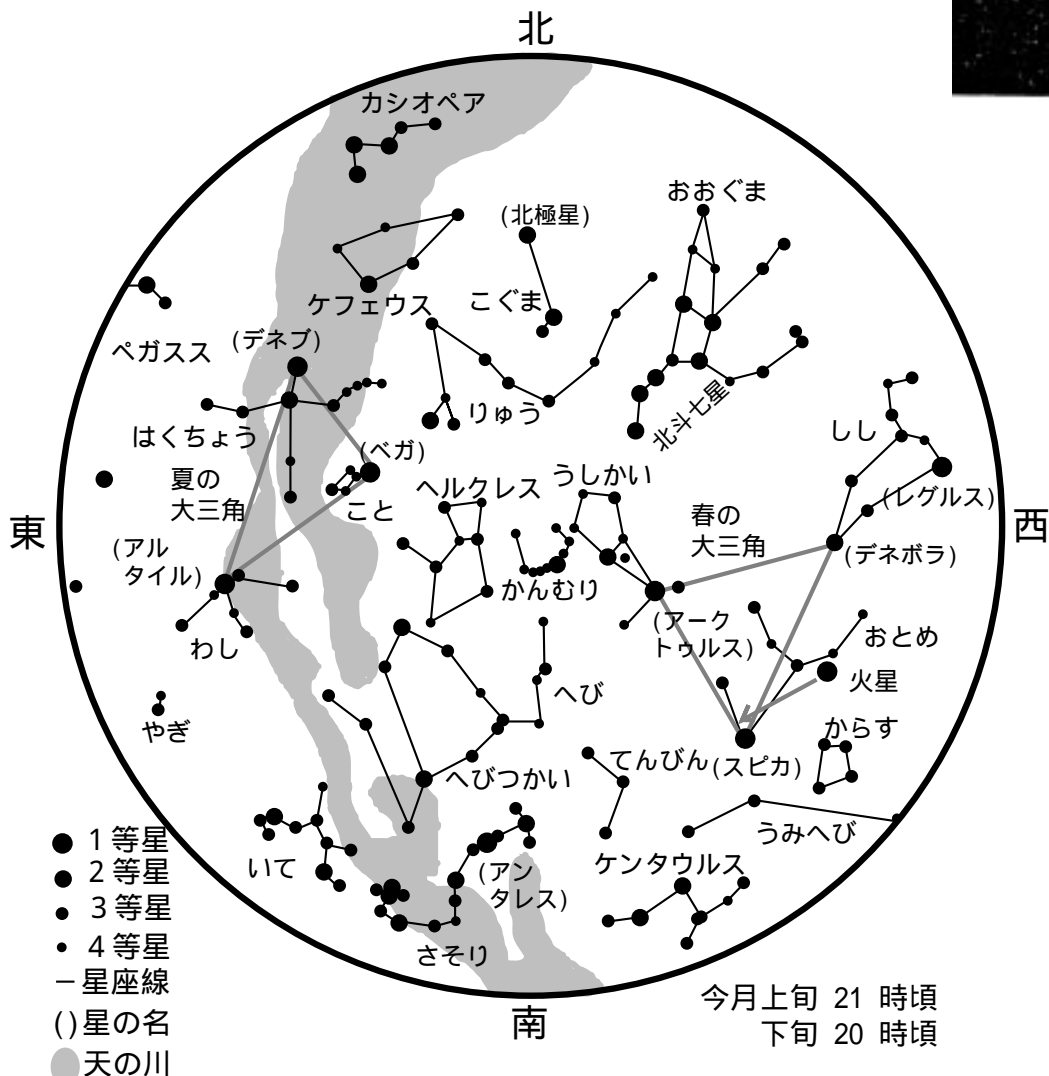 北
カシオペア
おおぐま
(北極星)
ケフェウス
こぐま
ペガスス
(デネブ)
りゅう
北斗七星
はくちょう
(ベガ)
しし
夏の
大三角
こと
ヘルクレス
うしかい
(レグルス)
春の
大三角
東
西
(アル
タイル)
かんむり
(デネボラ)
わし
(アーク
トゥルス)
おとめ
火星
へび
やぎ
からす
てんびん
(スピカ)
へびつかい
うみへび
いて
(アン
タレス)
ケンタウルス
さそり
南
1等星
2等星
3等星
4等星
−星座線
()星の名
天の川
今月上旬 21 時頃
下旬 20 時頃